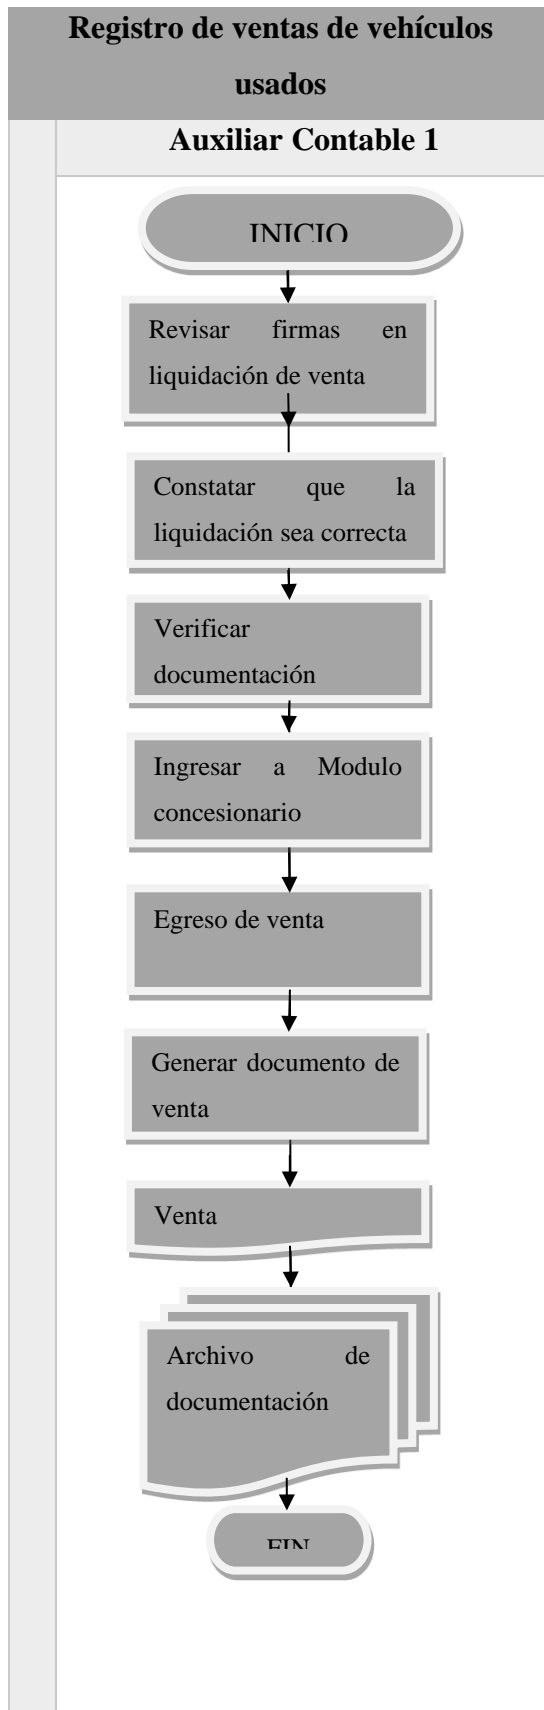 Registro de ventas de vehículos
usados
Auxiliar Contable 1
INICIO
Revisar firmas en
liquidación de venta
Constatar que la
liquidación sea correcta
Verificar
documentación
Ingresar a Modulo
concesionario
Egreso de venta
Generar documento de
venta
Venta
Archivo de
documentación
FIN